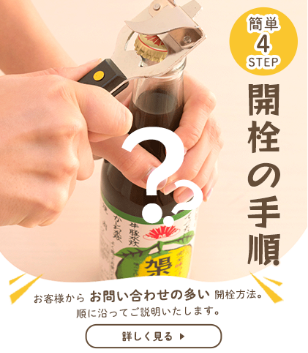 簡単
4
STEP
開栓の手順
??
旭
お客様から お問い合わせの多い 開栓方法。
順に沿ってご説明いたします。
詳しく見る ▶